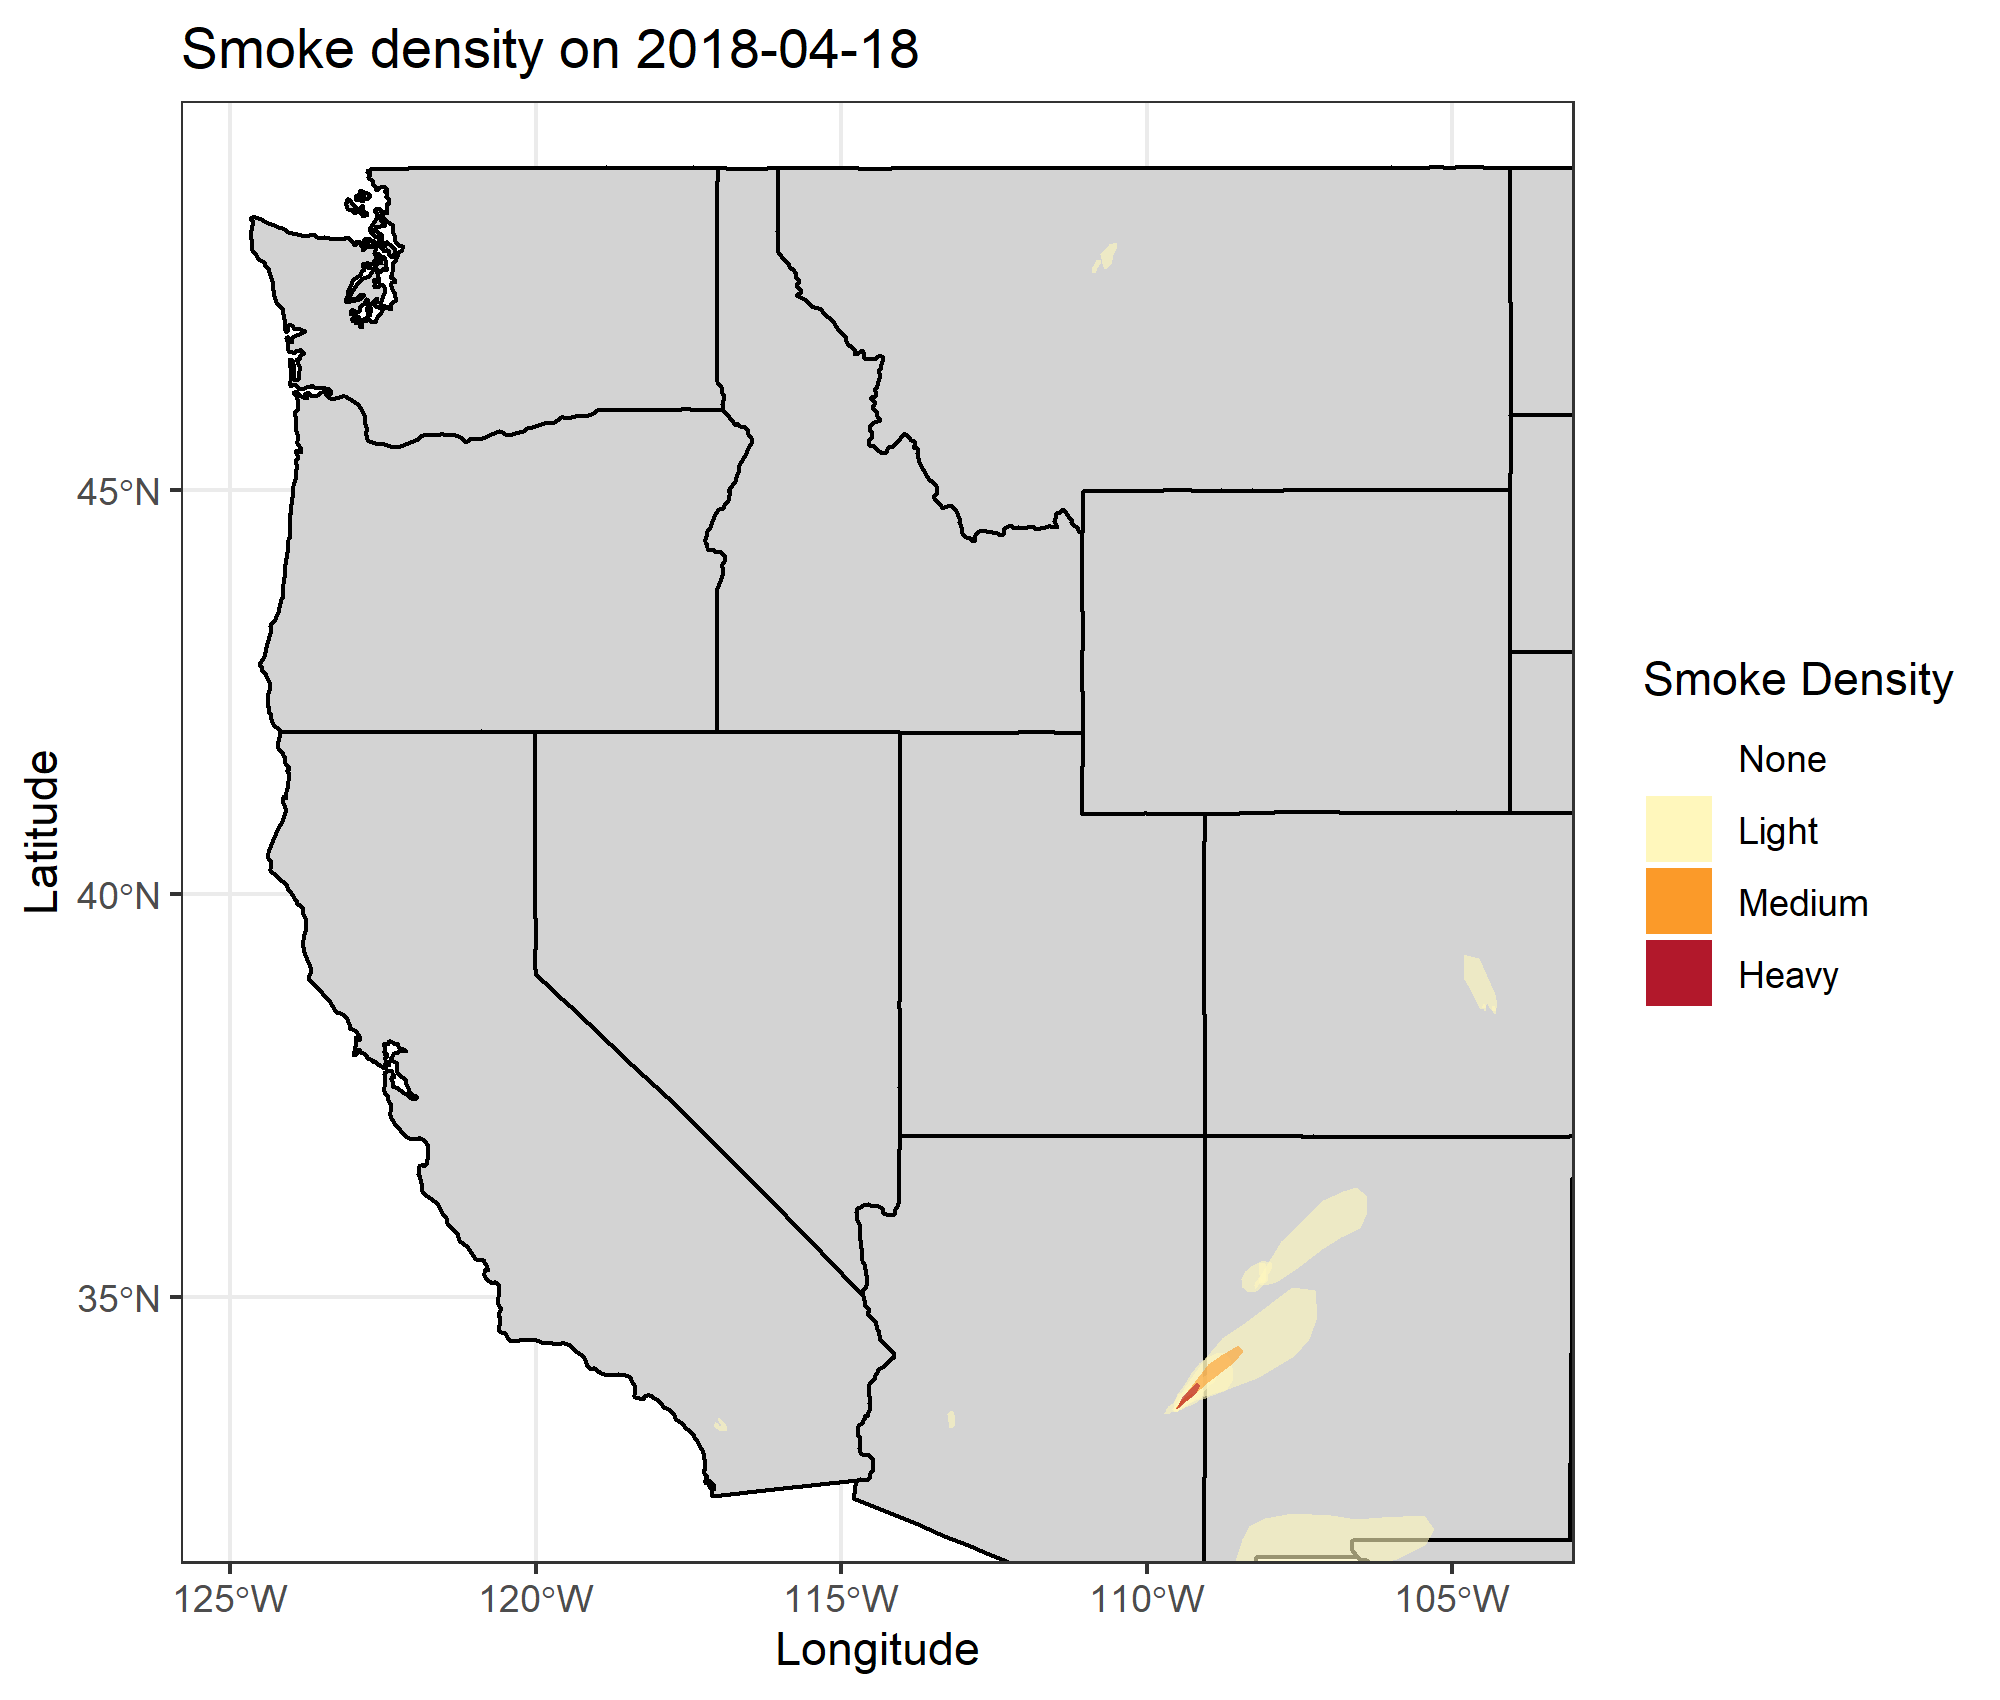 Smoke density on 2018-04-18
45°N
40°N
35°N
Latitude
125°W 120°W 115°W 110°W 105°W
Longitude
Smoke Density
None
Light
Medium
Heavy